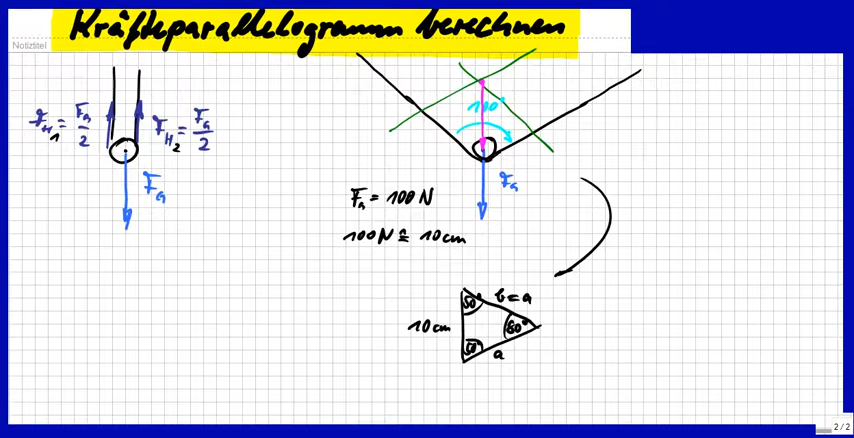 Kräfteparallelogramm berechnen
Notiztitel
F_H1 = F_G/2
F_H2 = F_G/2
100°
F_G
F_G
F_G = 100 N
100 N ≙ 10 cm
50°
b = a
10 cm
80°
50°
a
2 / 2